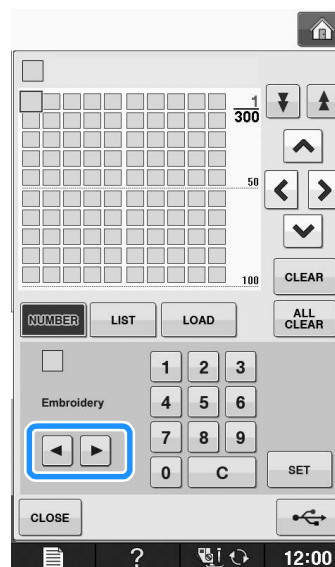 1
300
50
100
CLEAR
NUMBER LIST LOAD ALL CLEAR
1 2 3
Embroidery 4 5 6
7 8 9
0 C SET
CLOSE
? 12:00